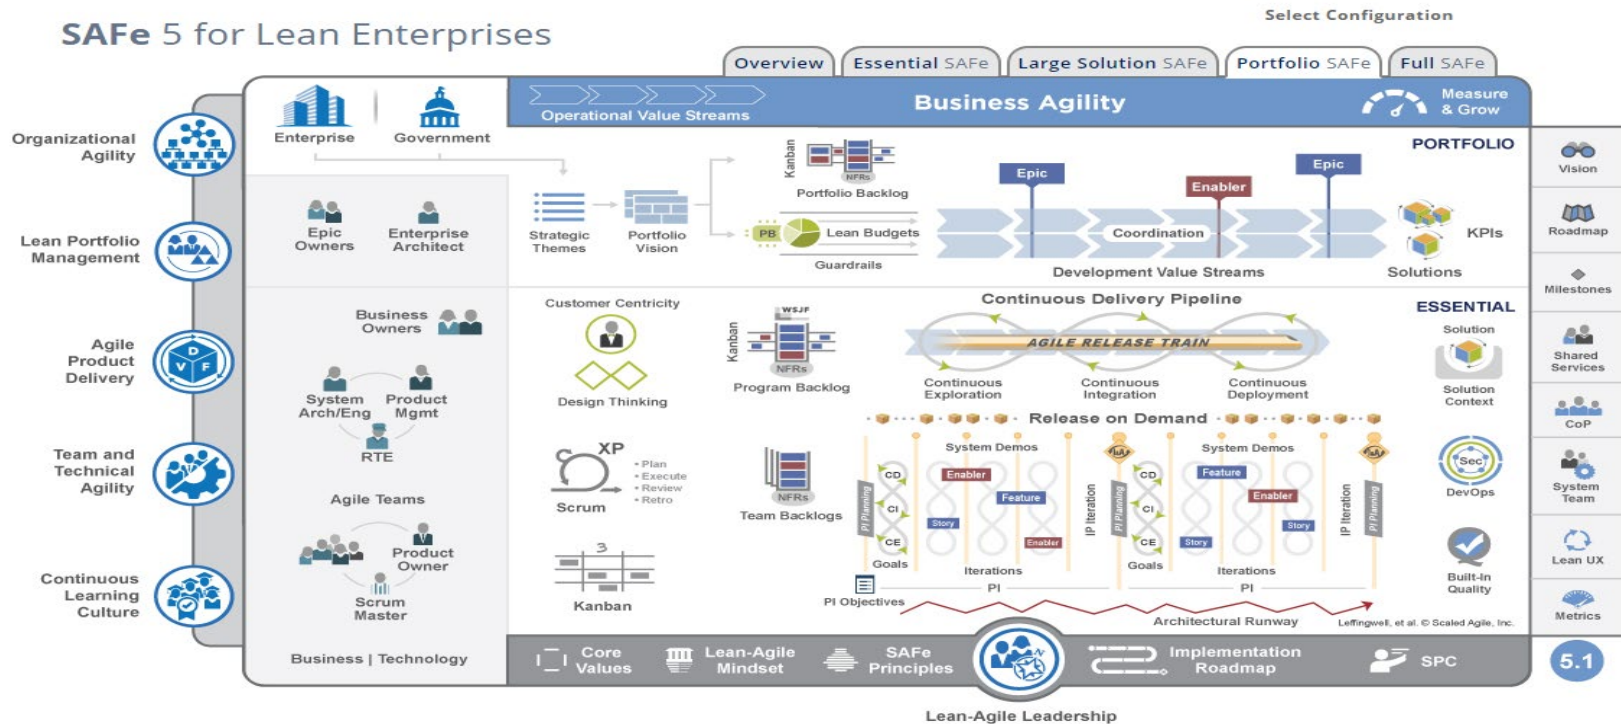 SAFe 5 for Lean Enterprises
Select Configuration
Overview
Essential SAFe
Large Solution SAFe
Portfolio SAFe
Full SAFe
Organizational
Agility
Lean Portfolio
Management
Agile
Product
Delivery
Team and
Technical
Agility
Continuous
Learning
Culture
D
V F
Enterprise
Government
Operational Value Streams
Business Agility
Measure
& Grow
PORTFOLIO
Epic
Owners
Enterprise
Architect
Strategic
Themes
Portfolio
Vision
Kanban
NFRs
Portfolio Backlog
PB
Lean Budgets
Guardrails
Epic
Enabler
Epic
Coordination
Development Value Streams
KPIs
Solutions
Business
Owners
System
Arch/Eng
Product
Mgmt
RTE
Agile Teams
Product
Owner
Scrum
Master
Business | Technology
Customer Centricity
Design Thinking
XP
• Plan
• Execute
• Review
• Retro
Scrum
3
Kanban
WSJF
Kanban
NFRs
Program Backlog
NFRs
Team Backlogs
Continuous Delivery Pipeline
ESSENTIAL
AGILE RELEASE TRAIN
Continuous
Exploration
Continuous
Integration
Continuous
Deployment
Release on Demand
Solution
Solution
Context
System Demos
System Demos
PI Planning
CD
CI
CE
Goals
Enabler
Feature
Story
Enabler
Iterations
IP Iteration
I&A
PI Planning
CD
CI
CE
Goals
Feature
Enabler
Story
Story
Iterations
IP Iteration
I&A
PI Planning
PI
PI
PI Objectives
Architectural Runway
Sec
DevOps
Built-In
Quality
Leffingwell, et al. © Scaled Agile, Inc.
Vision
Roadmap
Milestones
Shared
Services
CoP
System
Team
Lean UX
Metrics
5.1
Core
Values
Lean-Agile
Mindset
SAFe
Principles
N
Implementation
Roadmap
SPC
Lean-Agile Leadership